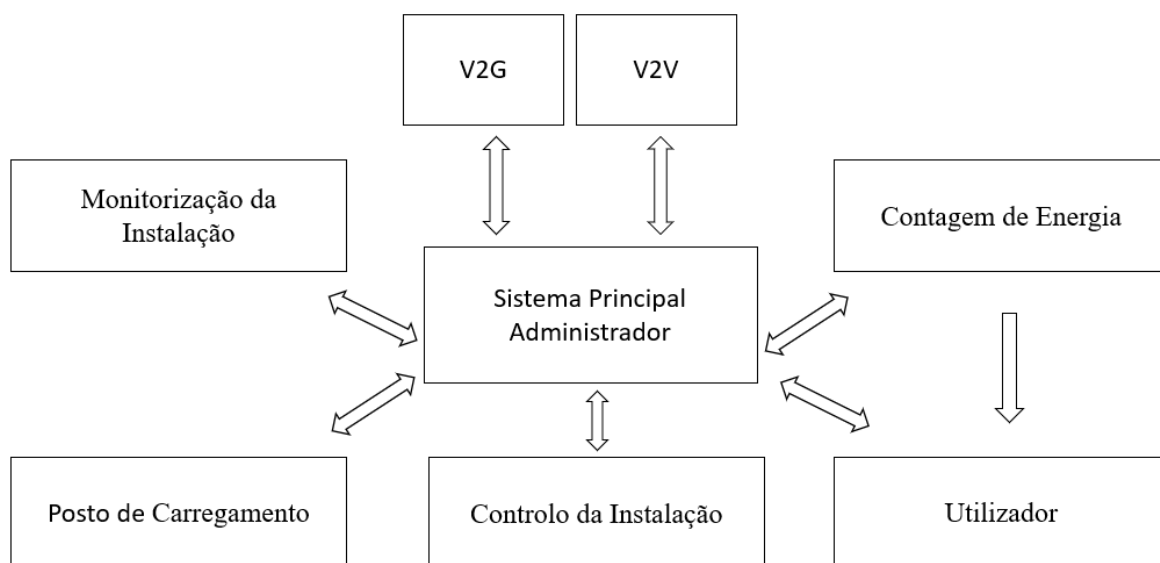 V2G
V2V
Monitorização da
Instalação
Contagem de Energia
Sistema Principal
Administrador
Posto de Carregamento
Controlo da Instalação
Utilizador